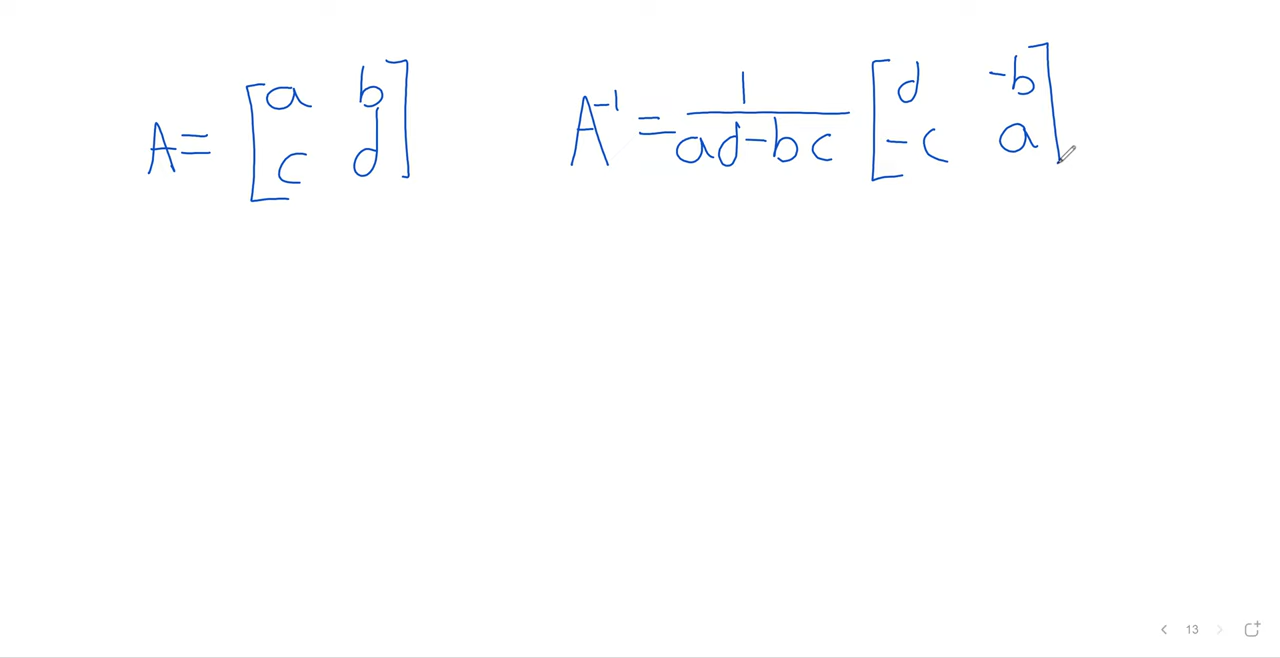 A = [a b; c d]    A⁻¹ = 1/(ad-bc) [d -b; -c a]
13